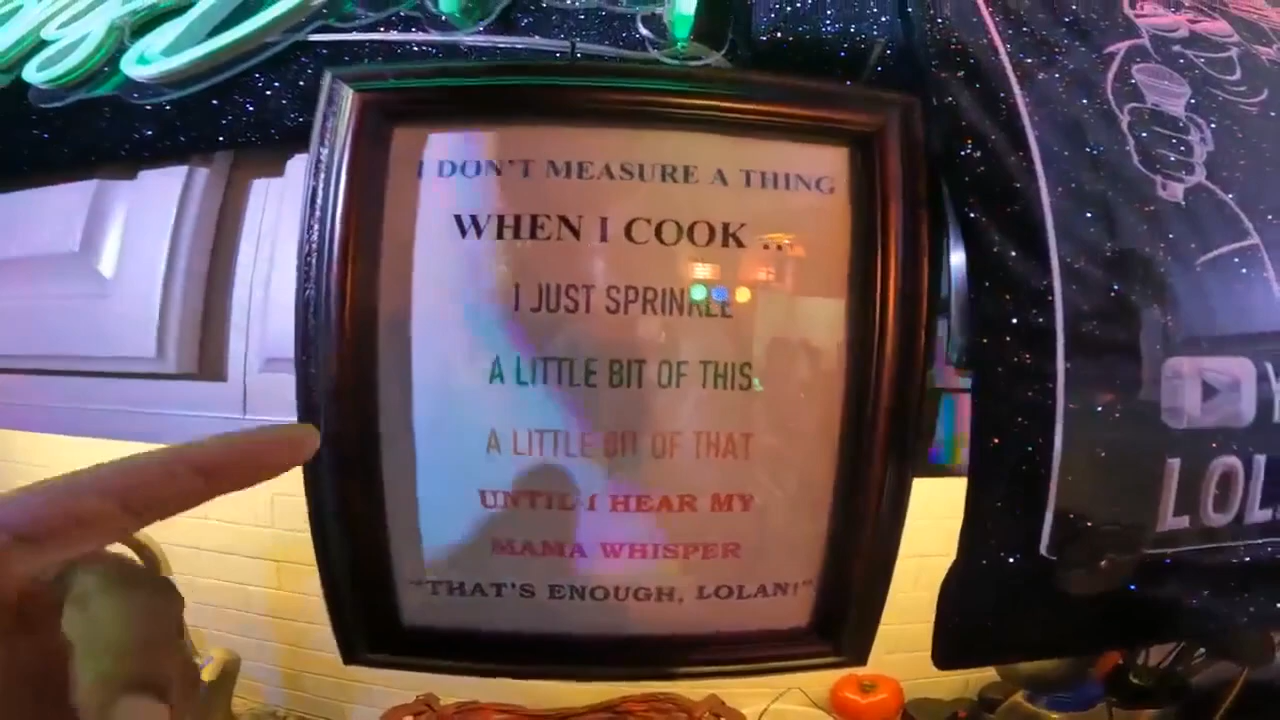 I DON'T MEASURE A THING
WHEN I COOK ...
I JUST SPRINKLE
A LITTLE BIT OF THIS
A LITTLE BIT OF THAT
UNTIL I HEAR MY
MAMA WHISPER
"THAT'S ENOUGH, LOLAN!"